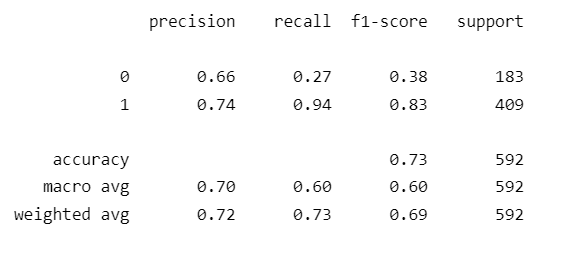 precision recall f1-score support
0 0.66 0.27 0.38 183
1 0.74 0.94 0.83 409
accuracy 0.73 592
macro avg 0.70 0.60 0.60 592
weighted avg 0.72 0.73 0.69 592